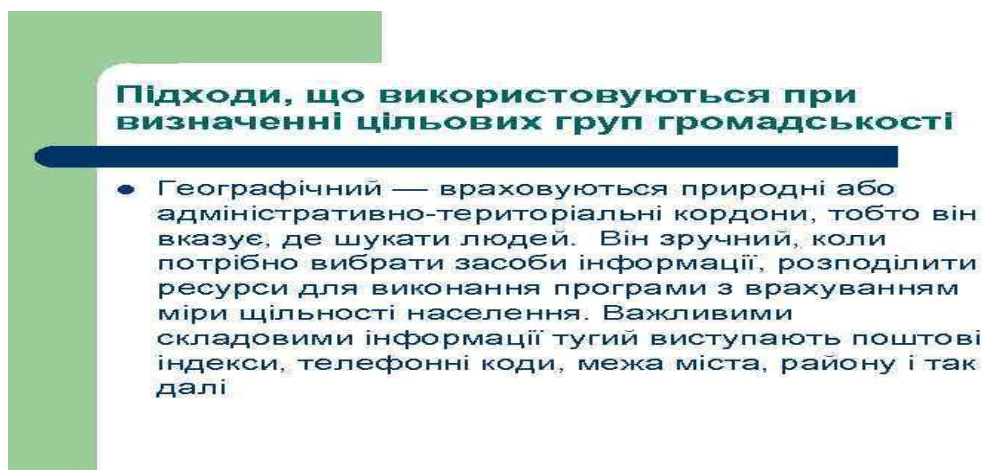 Підходи, що використовуються при
визначенні цільових груп громадськості
Географічний — враховуються природні або
адміністративно-територіальні кордони, тобто він
вказує, де шукати людей. Він зручний, коли
потрібно вибрати засоби інформації, розподілити
ресурси для виконання програми з врахуванням
міри щільності населення. Важливими
складовими інформації тугий виступають поштові
індекси, телефонні коди, межа міста, району і так
далі